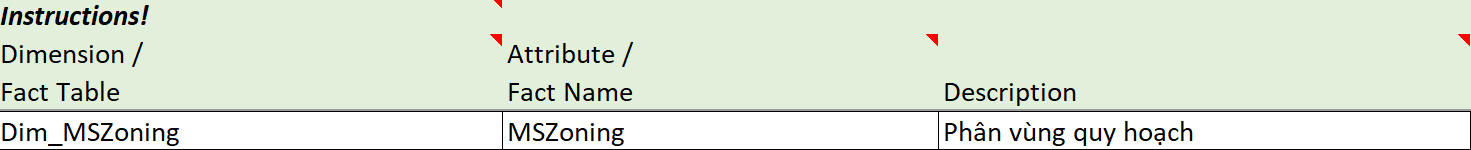 Instructions!
Dimension / Attribute /
Fact Table Fact Name Description
Dim_MSZoning MSZoning Phân vùng quy hoạch